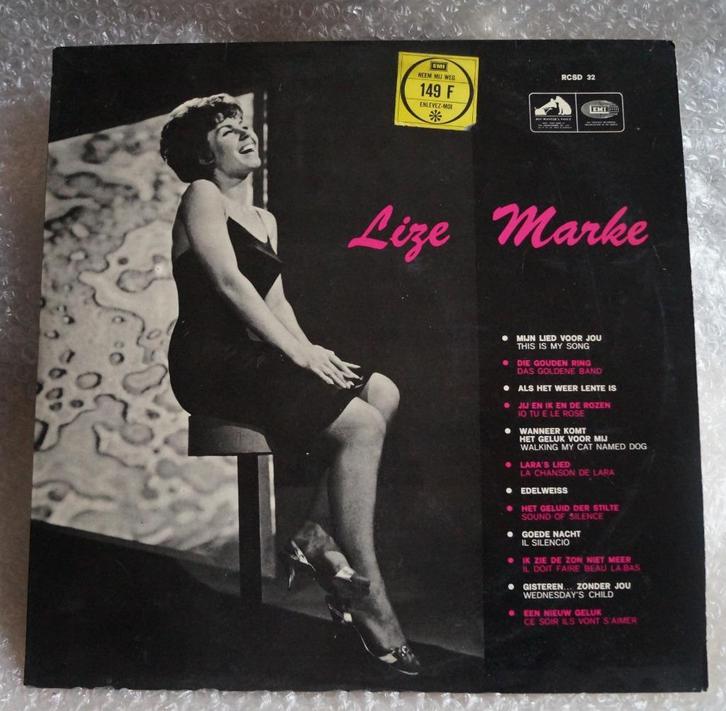 EMI
NEEM MIJ WEG
149 F
ENLEVEZ-MOI
RCSD 32
HIS MASTER'S VOICE
EMI
Lize Marke
MIJN LIED VOOR JOU
THIS IS MY SONG
DIE GOUDEN RING
DAS GOLDENE BAND
ALS HET WEER LENTE IS
JIJ EN IK EN DE ROZEN
IO TU E LE ROSE
WANNEER KOMT
HET GELUK VOOR MIJ
WALKING MY CAT NAMED DOG
LARA'S LIED
LA CHANSON DE LARA
EDELWEISS
HET GELUID DER STILTE
SOUND OF SILENCE
GOEDE NACHT
IL SILENCIO
IK ZIE DE ZON NIET MEER
IL DOIT FAIRE BEAU LA-BAS
GISTEREN... ZONDER JOU
WEDNESDAY'S CHILD
EEN NIEUW GELUK
CE SOIR ILS VONT S'AIMER